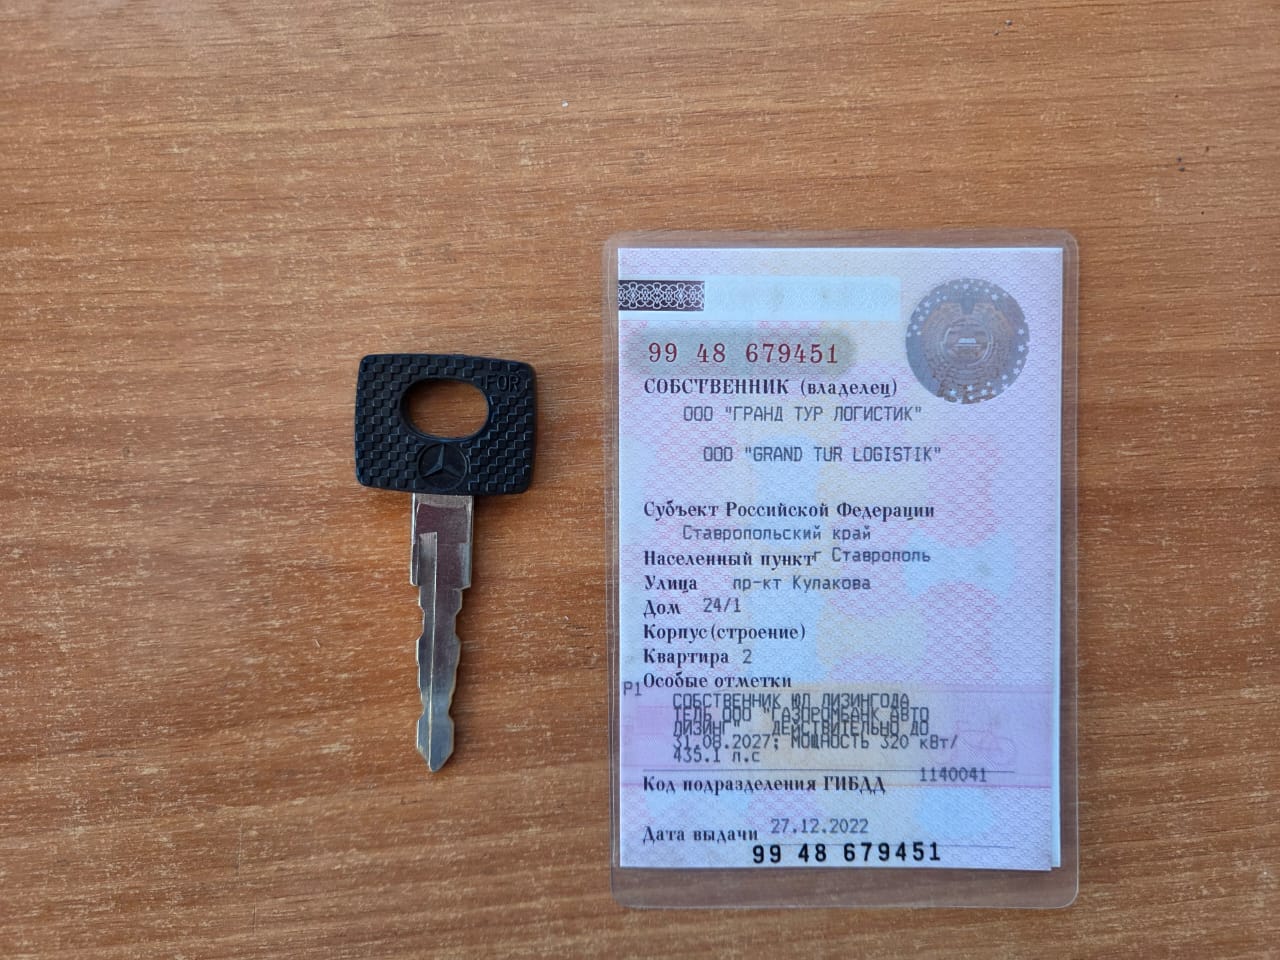 FOR
99 48 679451
СОБСТВЕННИК (владелец)
ООО "ГРАНД ТУР ЛОГИСТИК"
ООО "GRAND TUR LOGISTIK"
Субъект Российской Федерации
Ставропольский край
Населенный пункт г Ставрополь
Улица пр-кт Кулакова
Дом 24/1
Корпус (строение)
Квартира 2
Особые отметки
P1
СОБСТВЕННИК ЮЛ ЛИЗИНГОДА
ТЕЛЬ ООО "ГАЗПРОМБАНК АВТО
ЛИЗИНГ" ДЕЙСТВИТЕЛЬНО ДО
31.08.2027; МОЩНОСТЬ 320 кВт/
435.1 л.с
Код подразделения ГИБДД 1140041
Дата выдачи 27.12.2022
99 48 679451